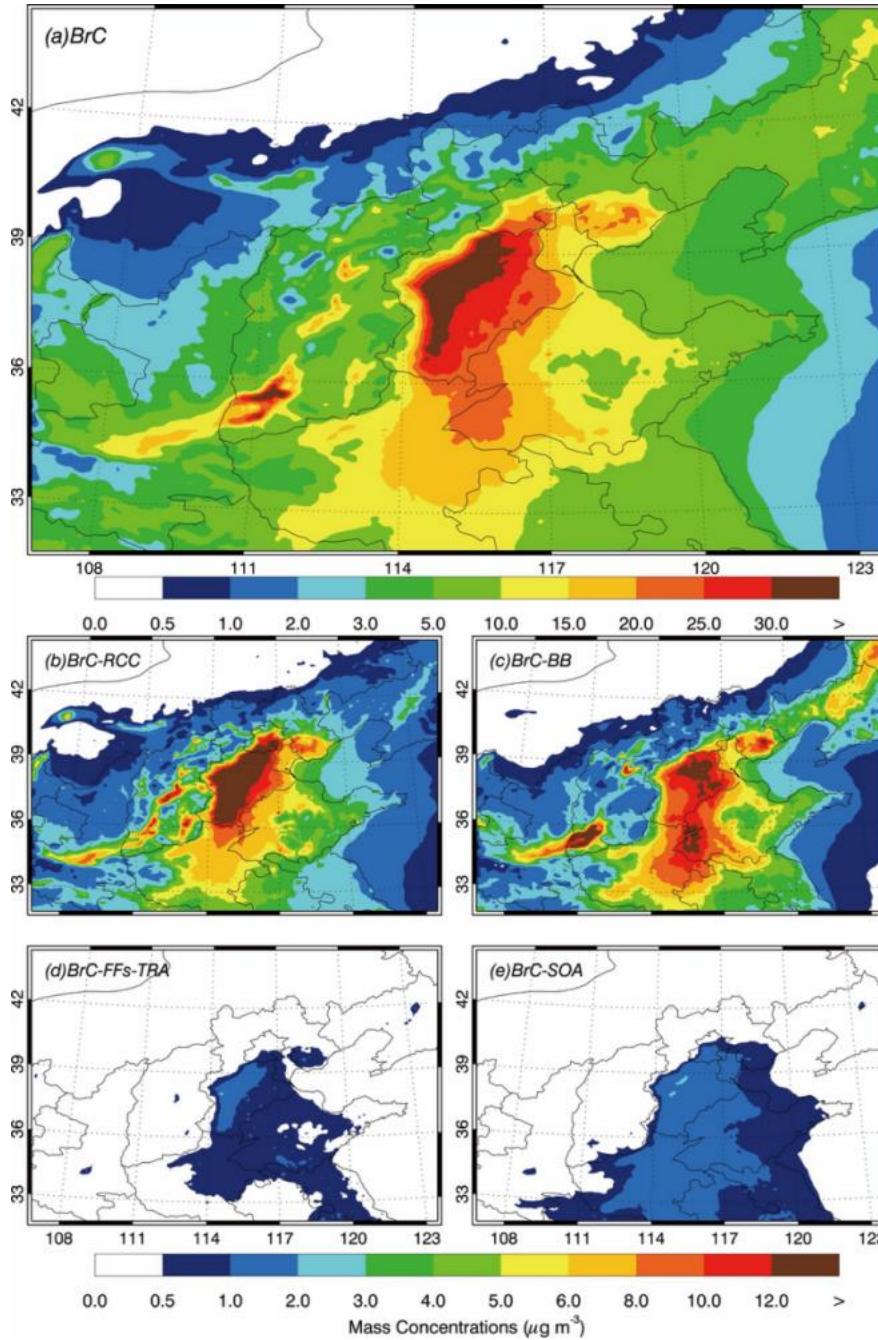 (a)BrC
42
39
36
33
108 111 114 117 120 123
0.0 0.5 1.0 2.0 3.0 5.0 10.0 15.0 20.0 25.0 30.0 >
(b)BrC-RCC
(c)BrC-BB
42
39
36
33
42
39
36
33
(d)BrC-FFs-TRA
(e)BrC-SOA
42
39
36
33
42
39
36
33
108 111 114 117 120 123
108 111 114 117 120 123
0.0 0.5 1.0 2.0 3.0 4.0 5.0 6.0 8.0 10.0 12.0 >
Mass Concentrations (μg m⁻³)